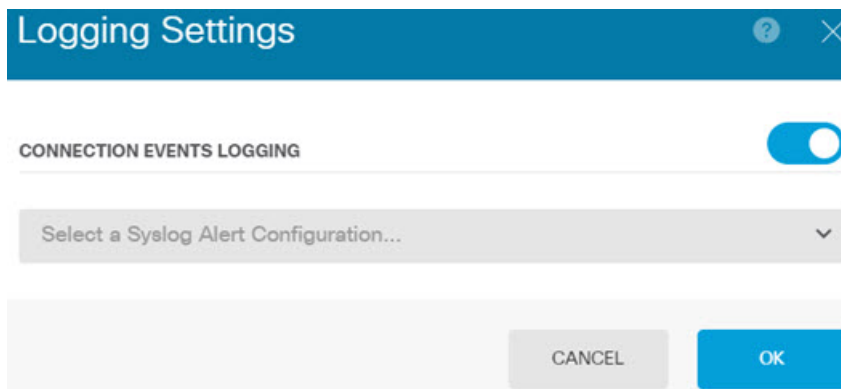 Logging Settings
?
CONNECTION EVENTS LOGGING
Select a Syslog Alert Configuration...
CANCEL
OK